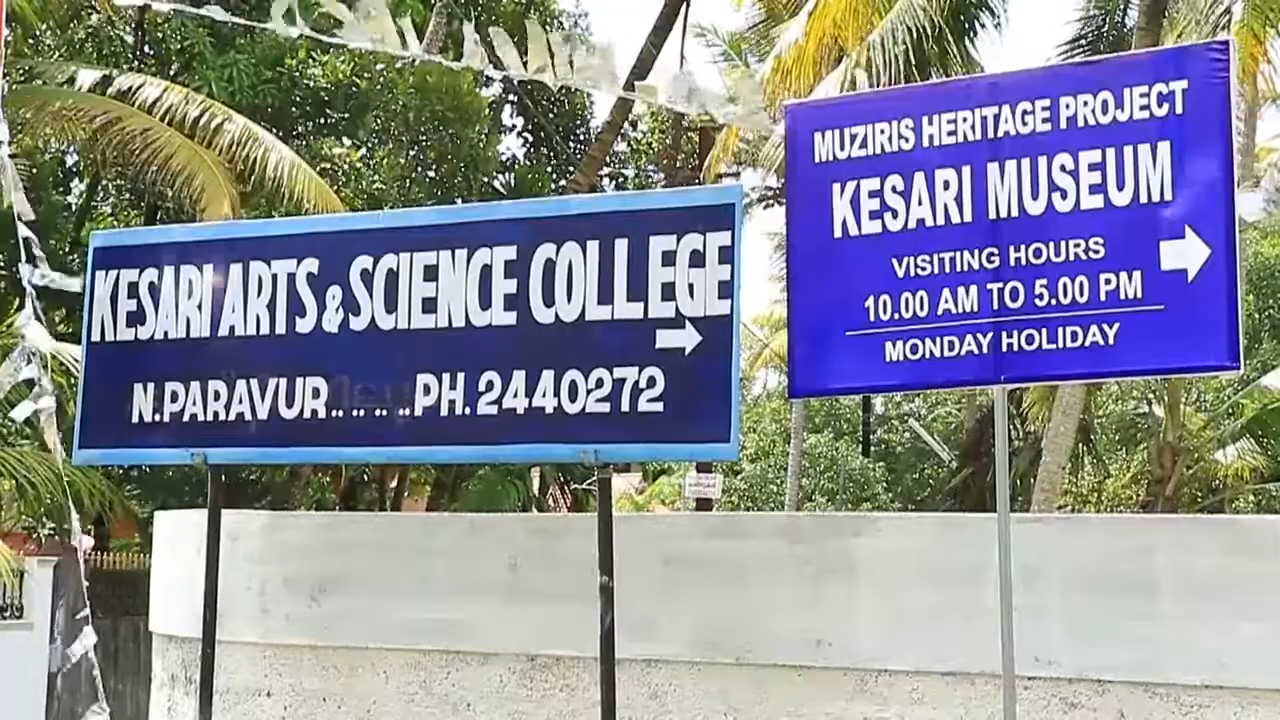 KESARI ARTS & SCIENCE COLLEGE
N.PARAVUR.. .. ..PH.2440272
MUZIRIS HERITAGE PROJECT
KESARI MUSEUM
VISITING HOURS
10.00 AM TO 5.00 PM
MONDAY HOLIDAY